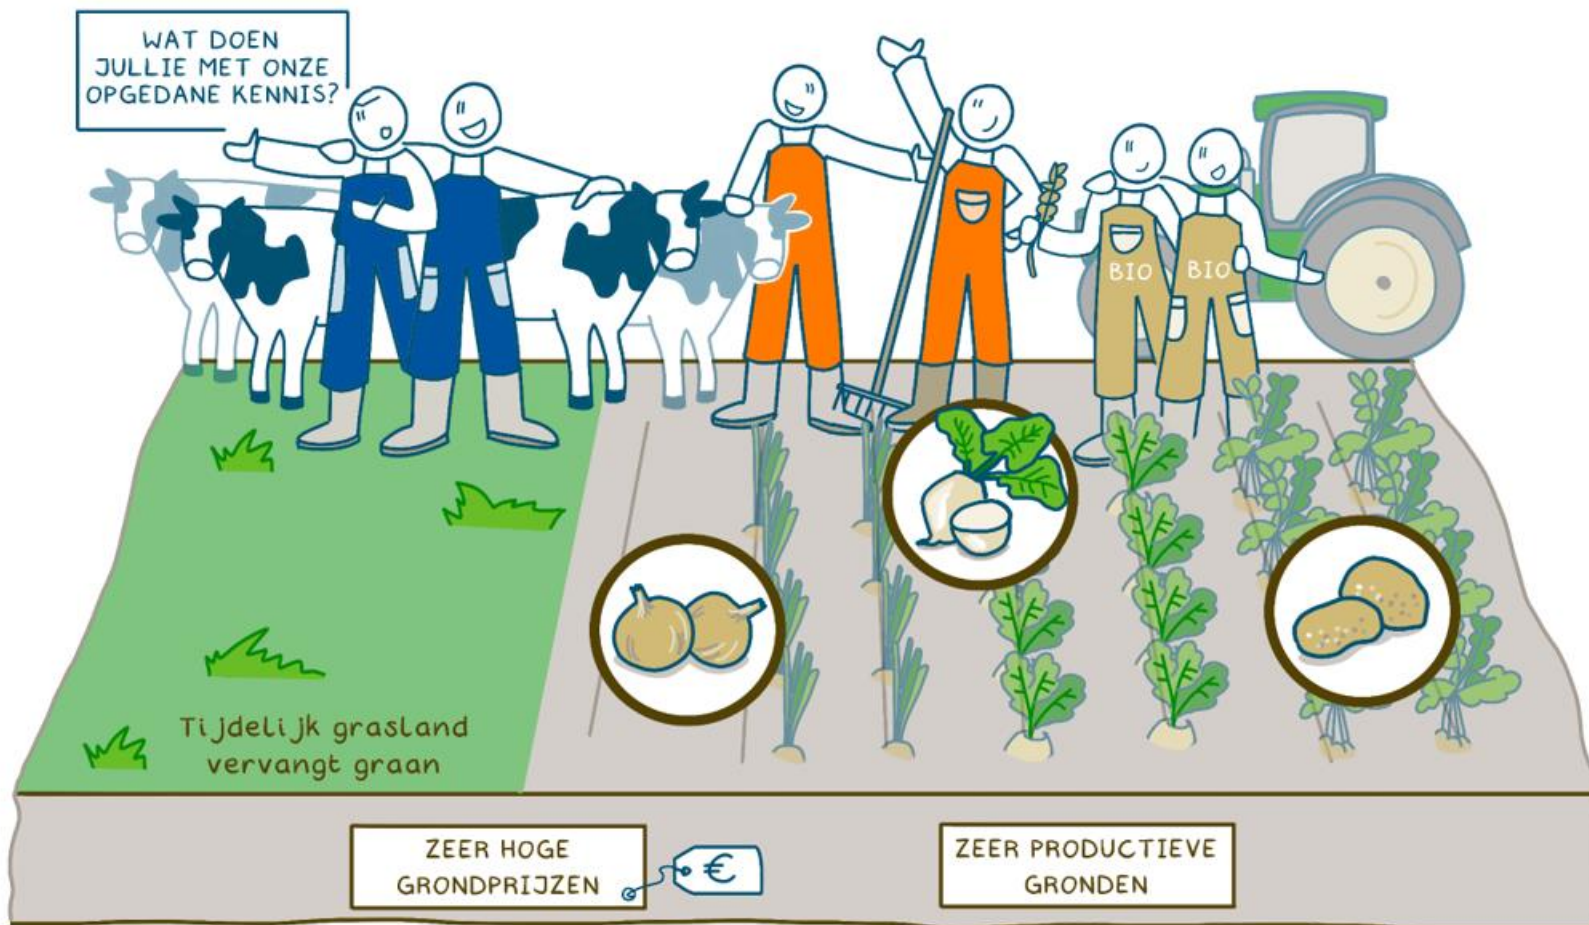 WAT DOEN
JULLIE MET ONZE
OPGEDANE KENNIS?
BIO
BIO
Tijdelijk grasland
vervangt graan
ZEER HOGE
GRONDPRIJZEN
€
ZEER PRODUCTIEVE
GRONDEN